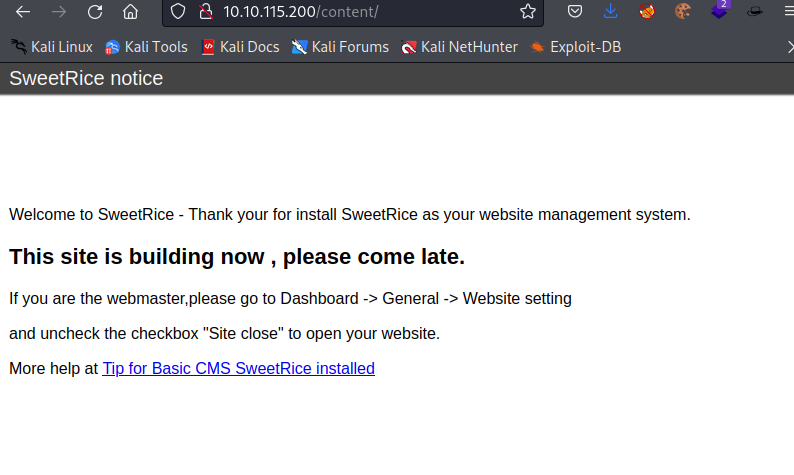 10.10.115.200/content/
2
Kali Linux Kali Tools Kali Docs Kali Forums Kali NetHunter Exploit-DB
SweetRice notice
Welcome to SweetRice - Thank your for install SweetRice as your website management system.
This site is building now , please come late.
If you are the webmaster,please go to Dashboard -> General -> Website setting
and uncheck the checkbox "Site close" to open your website.
More help at Tip for Basic CMS SweetRice installed